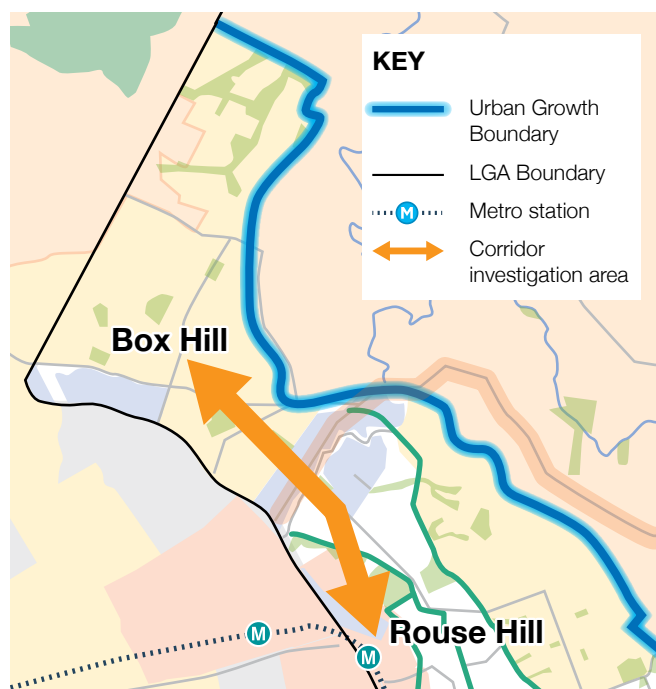 KEY
Urban Growth
Boundary
LGA Boundary
M
Metro station
Corridor
investigation area
Box Hill
Rouse Hill
M
M